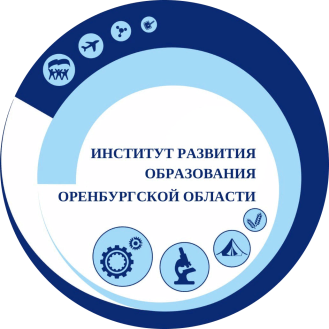 ИНСТИТУТ РАЗВИТИЯ
ОБРАЗОВАНИЯ
ОРЕНБУРГСКОЙ ОБЛАСТИ